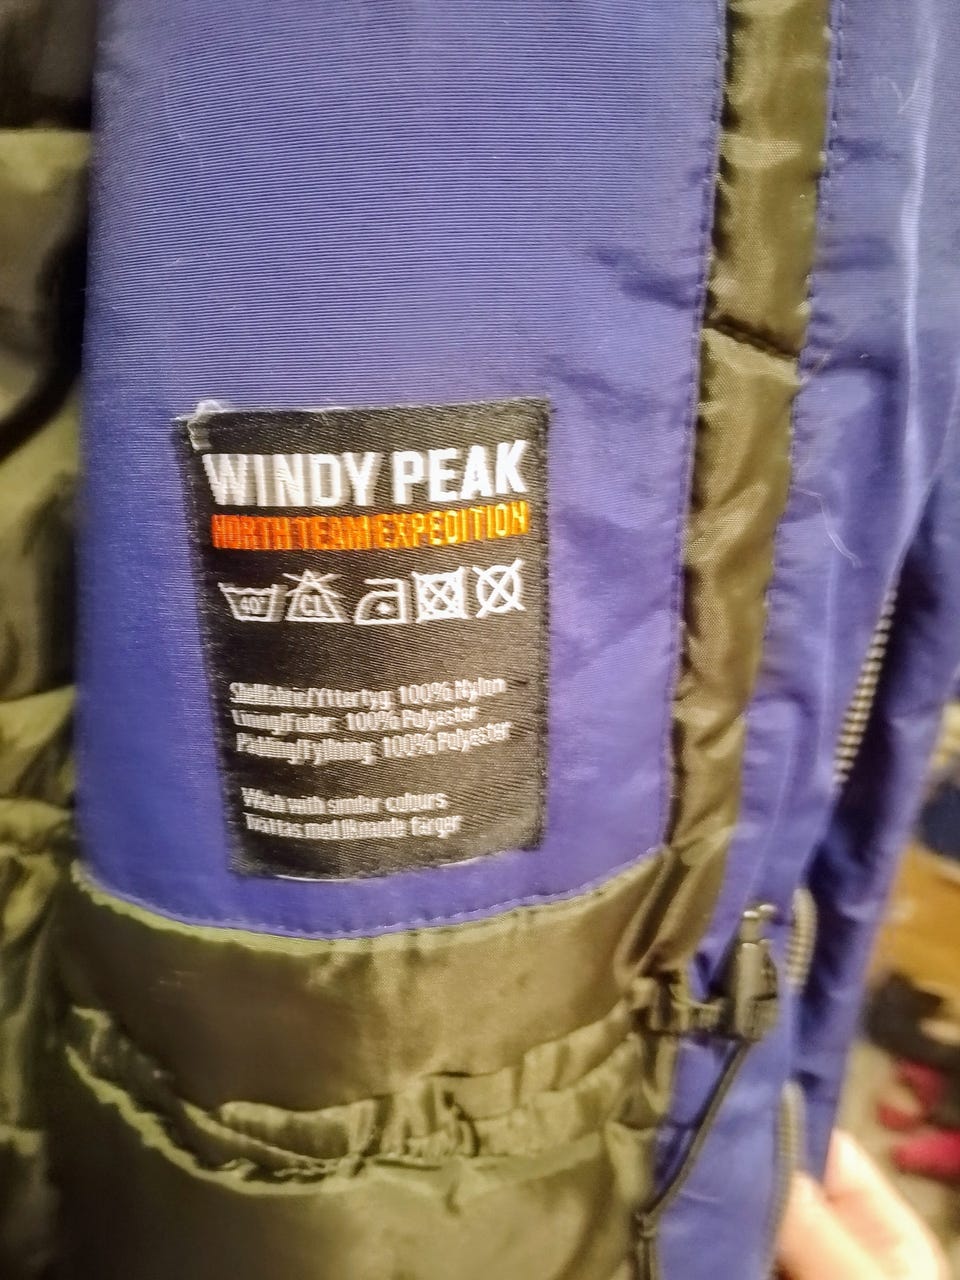 WINDY PEAK
NORTH TEAM EXPEDITION
40° CL
Shellfabric/Yttertyg: 100% Nylon
Lining/Foder: 100% Polyester
Padding/Fyllning: 100% Polyester
Wash with similar colours
Tvättas med liknande färger